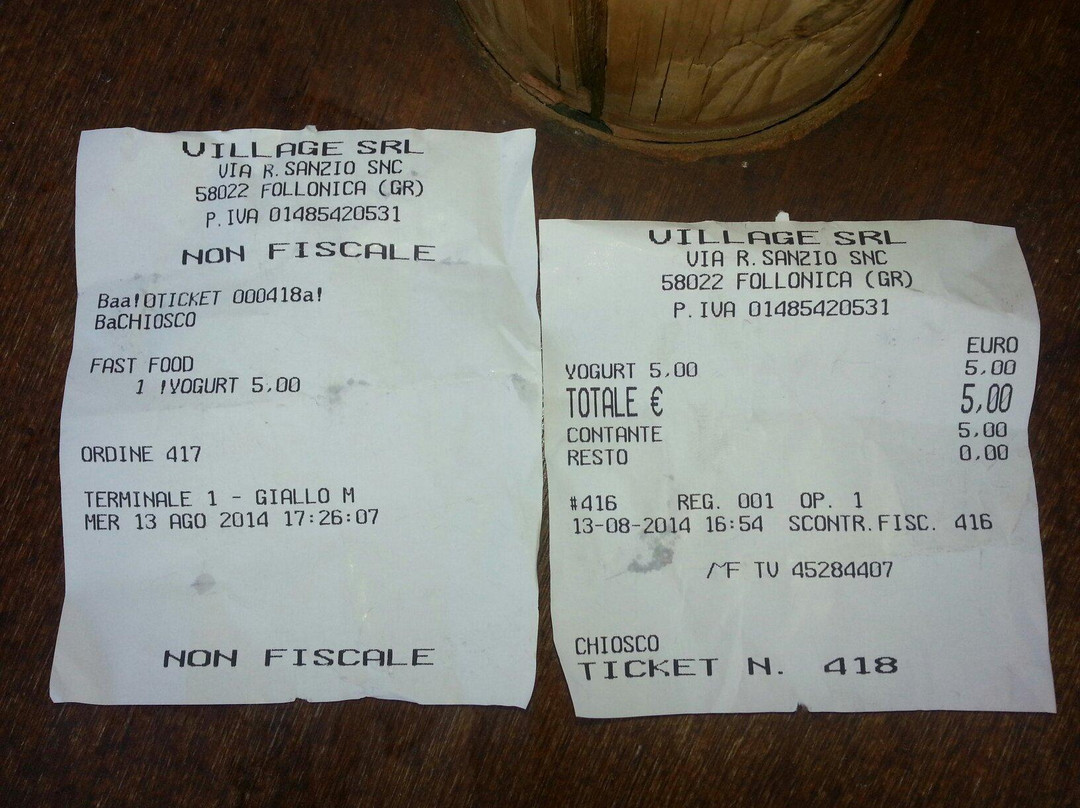 VILLAGE SRL
VIA R.SANZIO SNC
58022 FOLLONICA (GR)
P.IVA 01485420531
NON FISCALE
Baa!0TICKET 000418a!
BaCHIOSCO
FAST FOOD
1 !YOGURT 5,00
ORDINE 417
TERMINALE 1 - GIALLO M
MER 13 AGO 2014 17:26:07
NON FISCALE
VILLAGE SRL
VIA R.SANZIO SNC
58022 FOLLONICA (GR)
P.IVA 01485420531
EURO
YOGURT 5,00 5,00
TOTALE € 5,00
CONTANTE 5,00
RESTO 0,00
#416 REG. 001 OP. 1
13-08-2014 16:54 SCONTR.FISC. 416
MF TV 45284407
CHIOSCO
TICKET N. 418